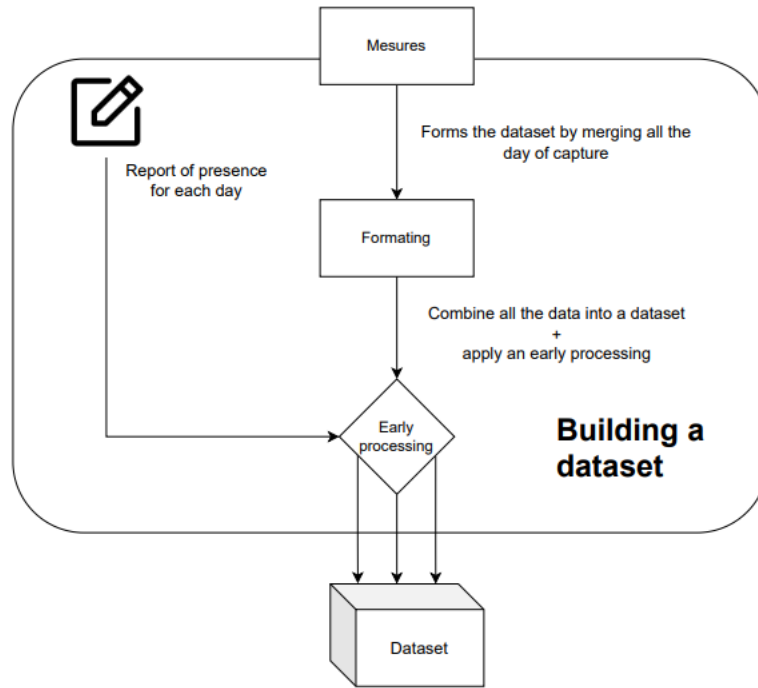 Mesures
Forms the dataset by merging all the
day of capture
Report of presence
for each day
Formating
Combine all the data into a dataset
+
apply an early processing
Early
processing
Building a
dataset
Dataset